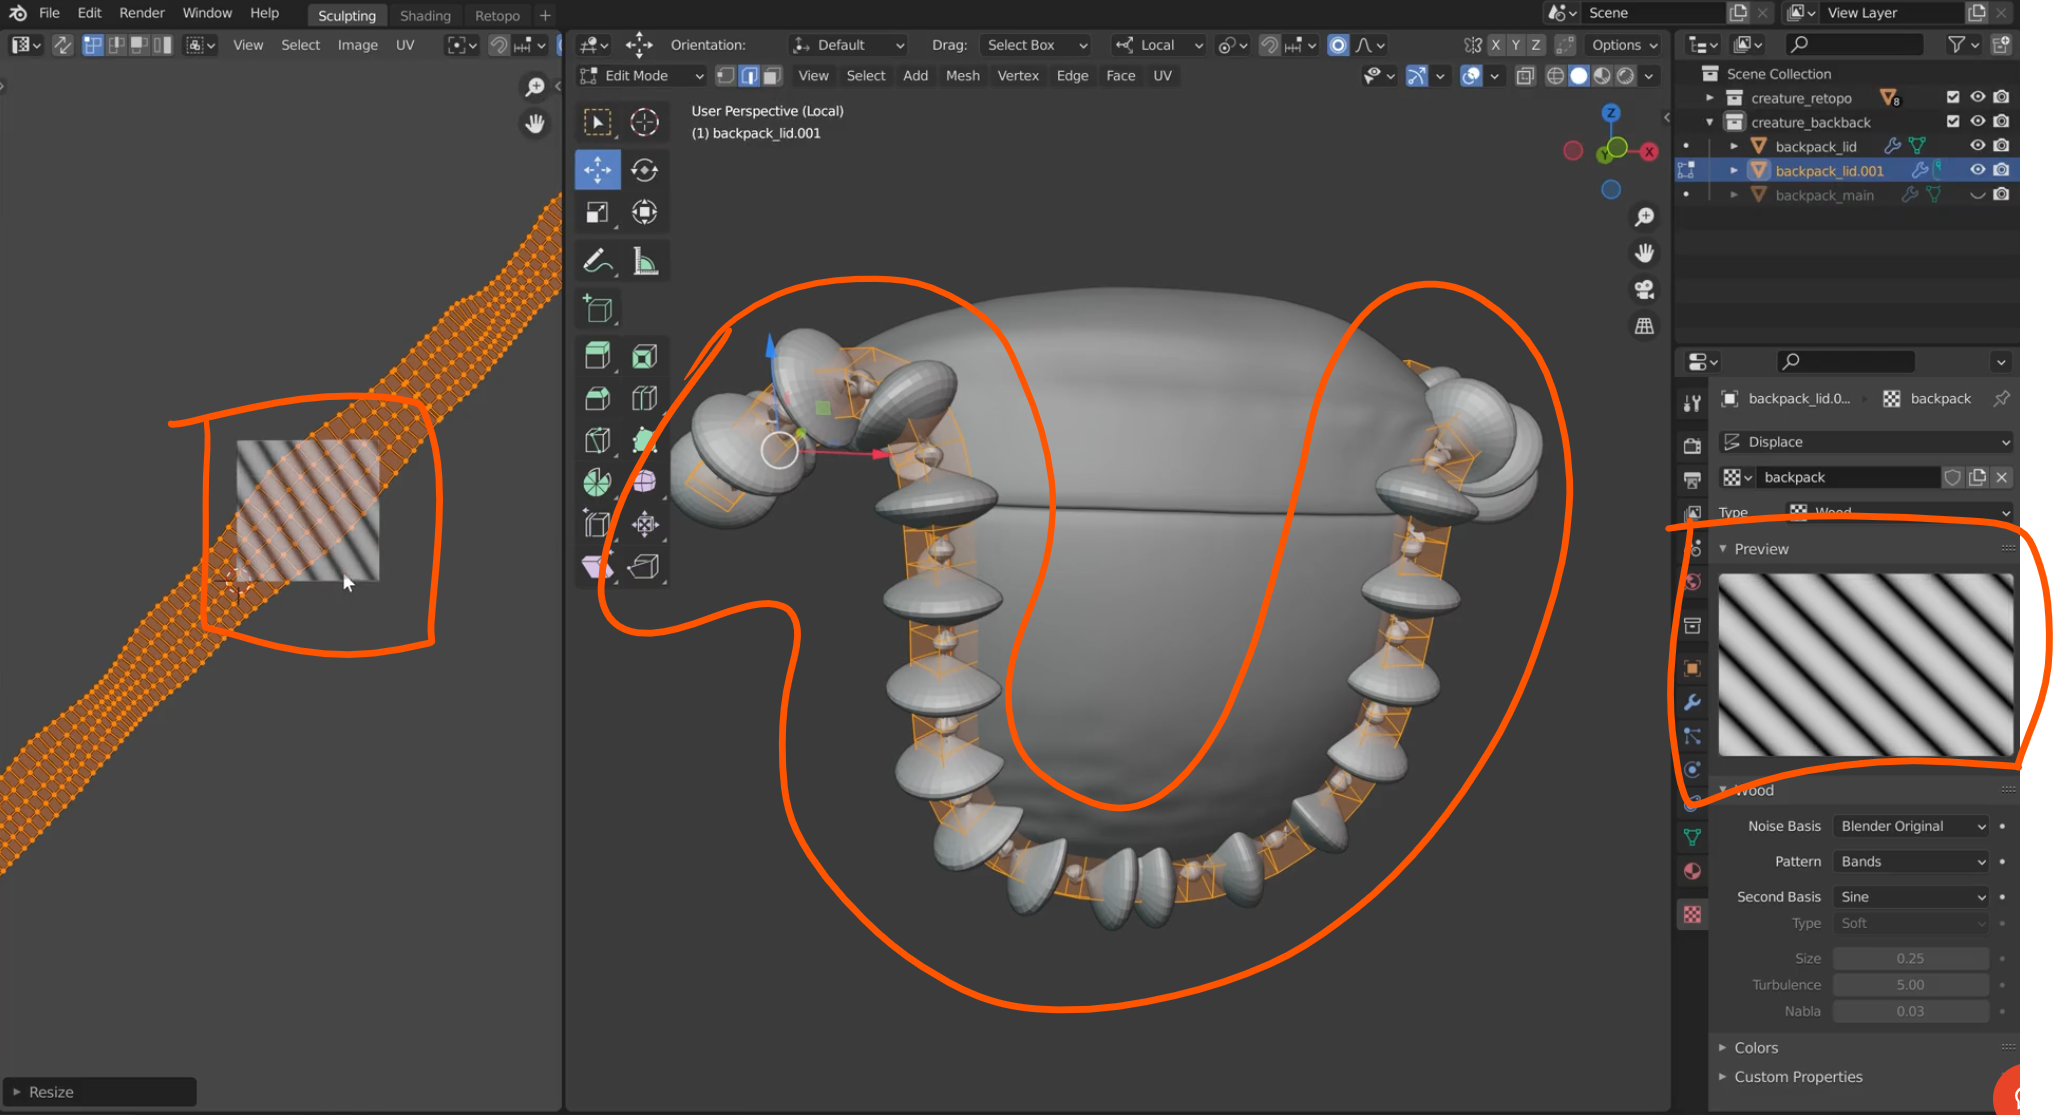 File Edit Render Window Help Sculpting Shading Retopo + Scene View Layer
View Select Image UV Orientation: Default Drag: Select Box Local X Y Z Options
Edit Mode View Select Add Mesh Vertex Edge Face UV
Scene Collection
creature_retopo 8
creature_backback
backpack_lid
backpack_lid.001
backpack_main
User Perspective (Local)
(1) backpack_lid.001
Z
Y
X
backpack_lid.0... backpack
Displace
backpack
Type Wood
Preview
Wood
Noise Basis Blender Original
Pattern Bands
Second Basis Sine
Type Soft
Size 0.25
Turbulence 5.00
Nabla 0.03
Colors
Custom Properties
Resize